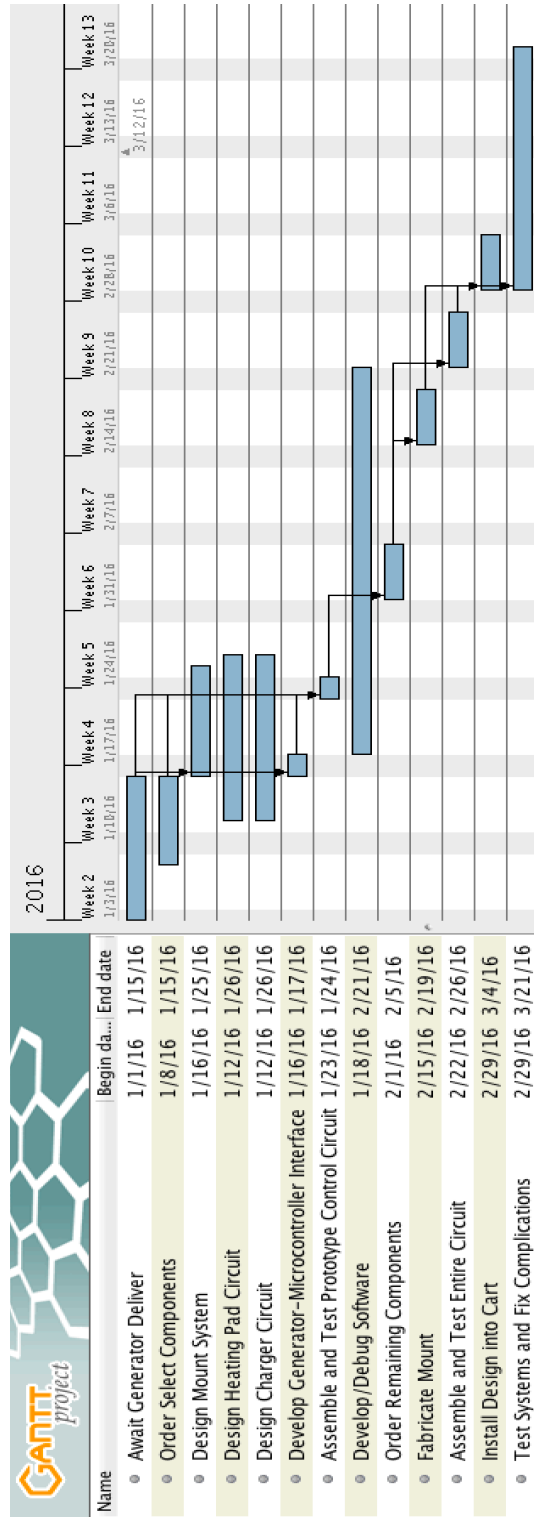 GANTT
project
2016
Name Begin da... End date
Week 2 Week 3 Week 4 Week 5 Week 6 Week 7 Week 8 Week 9 Week 10 Week 11 Week 12 Week 13
1/3/16 1/10/16 1/17/16 1/24/16 1/31/16 2/7/16 2/14/16 2/21/16 2/28/16 3/6/16 3/13/16 3/20/16
3/12/16
Await Generator Deliver 1/1/16 1/15/16
Order Select Components 1/8/16 1/15/16
Design Mount System 1/16/16 1/25/16
Design Heating Pad Circuit 1/12/16 1/26/16
Design Charger Circuit 1/12/16 1/26/16
Develop Generator-Microcontroller Interface 1/16/16 1/17/16
Assemble and Test Prototype Control Circuit 1/23/16 1/24/16
Develop/Debug Software 1/18/16 2/21/16
Order Remaining Components 2/1/16 2/5/16
Fabricate Mount 2/15/16 2/19/16
Assemble and Test Entire Circuit 2/22/16 2/26/16
Install Design into Cart 2/29/16 3/4/16
Test Systems and Fix Complications 2/29/16 3/21/16